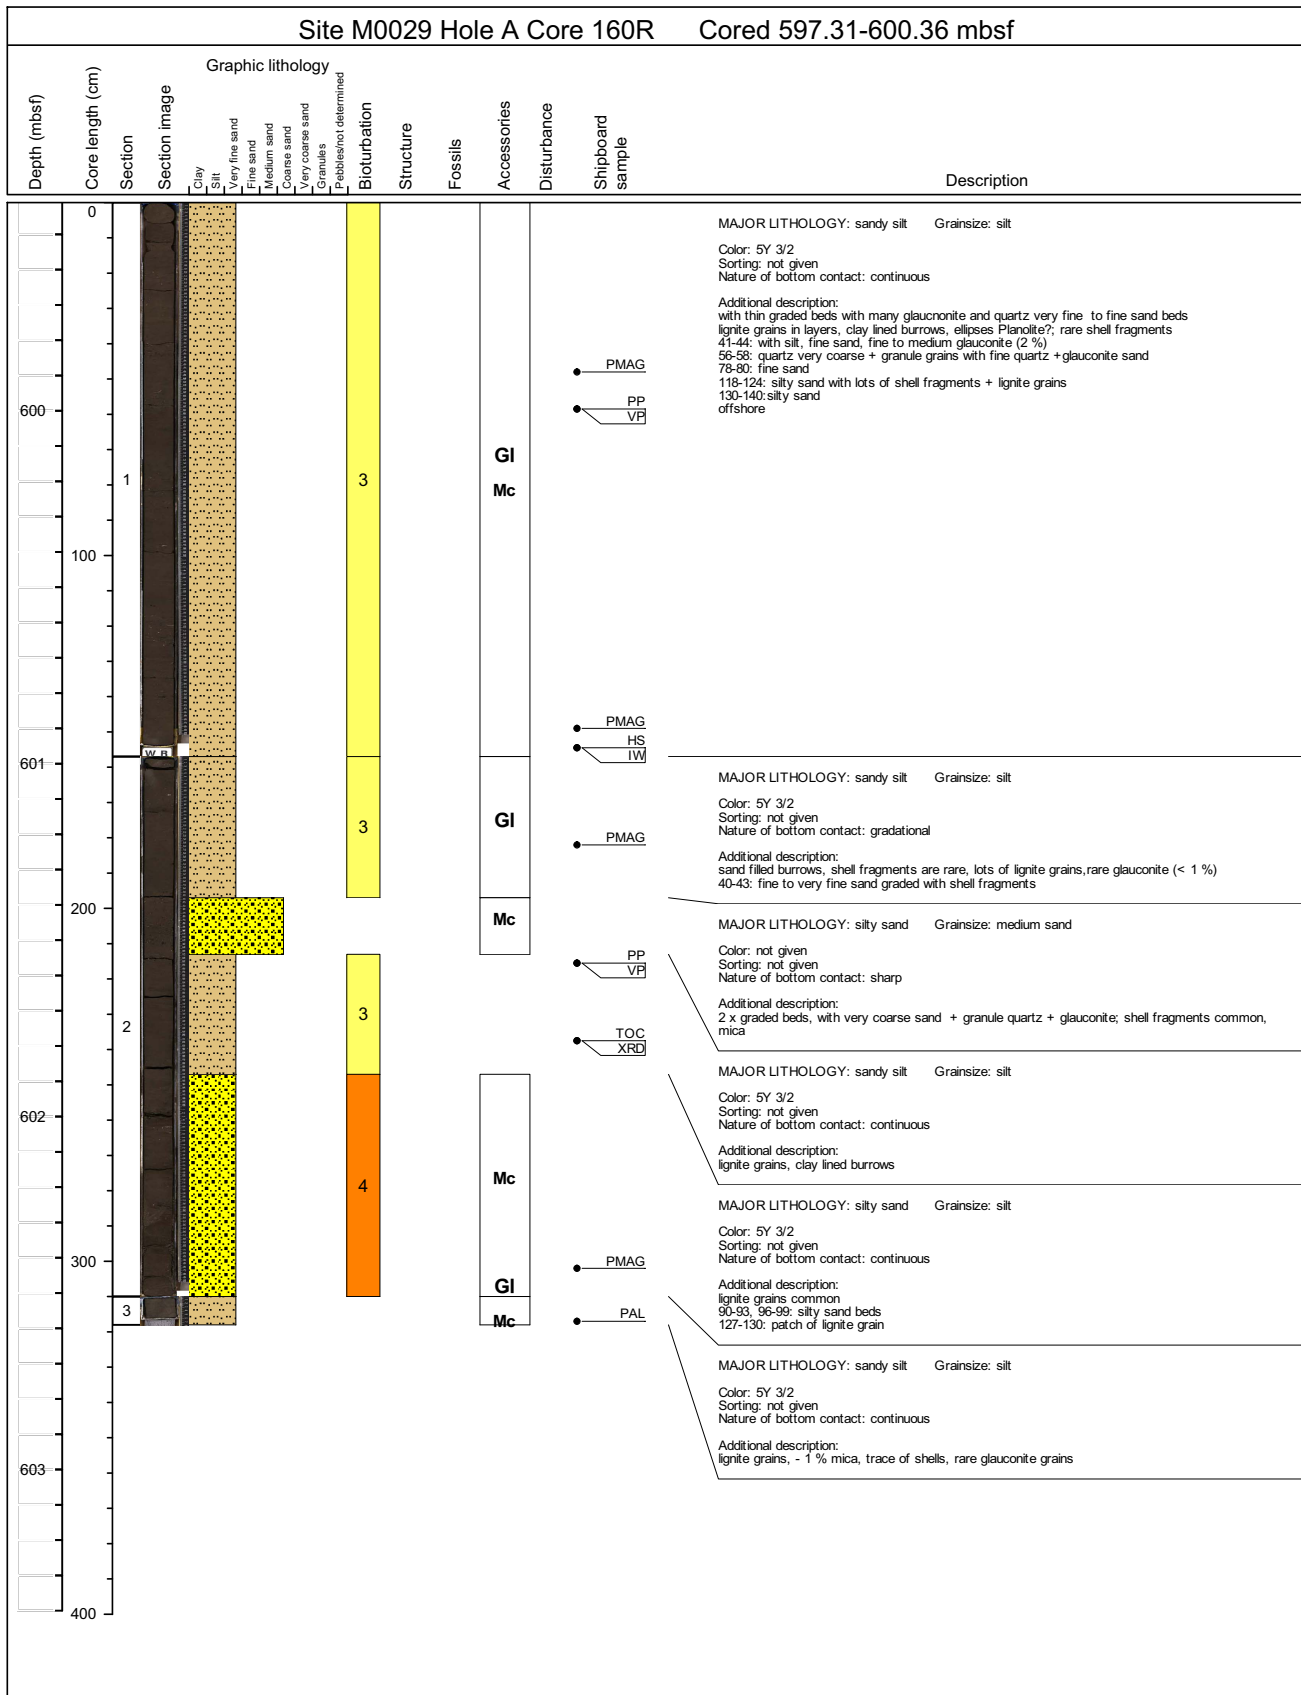 Site M0029 Hole A Core 160R Cored 597.31-600.36 mbsf
Graphic lithology
Depth (mbsf)
Core length (cm)
Section
Section image
Clay
Silt
Very fine sand
Fine sand
Medium sand
Coarse sand
Very coarse sand
Granules
Pebbles/not determined
Bioturbation
Structure
Fossils
Accessories
Disturbance
Shipboard
sample
Description
0
MAJOR LITHOLOGY: sandy silt Grainsize: silt
Color: 5Y 3/2
Sorting: not given
Nature of bottom contact: continuous
Additional description:
with thin graded beds with many glaucnonite and quartz very fine to fine sand beds
lignite grains in layers, clay lined burrows, ellipses Planolite?; rare shell fragments
41-44: with silt, fine sand, fine to medium glauconite (2 %)
56-58: quartz very coarse + granule grains with fine quartz +glauconite sand
78-80: fine sand
118-124: silty sand with lots of shell fragments + lignite grains
130-140:silty sand
offshore
PMAG
600
PP
VP
Gl
1
3
Mc
100
PMAG
HS
IW
W R
601
MAJOR LITHOLOGY: sandy silt Grainsize: silt
Color: 5Y 3/2
Sorting: not given
Nature of bottom contact: gradational
Additional description:
sand filled burrows, shell fragments are rare, lots of lignite grains,rare glauconite (< 1 %)
40-43: fine to very fine sand graded with shell fragments
3
Gl
PMAG
200
Mc
MAJOR LITHOLOGY: silty sand Grainsize: medium sand
Color: not given
Sorting: not given
Nature of bottom contact: sharp
Additional description:
2 x graded beds, with very coarse sand + granule quartz + glauconite; shell fragments common,
mica
PP
VP
2
3
TOC
XRD
MAJOR LITHOLOGY: sandy silt Grainsize: silt
Color: 5Y 3/2
Sorting: not given
Nature of bottom contact: continuous
Additional description:
lignite grains, clay lined burrows
602
4
Mc
MAJOR LITHOLOGY: silty sand Grainsize: silt
Color: 5Y 3/2
Sorting: not given
Nature of bottom contact: continuous
Additional description:
lignite grains common
90-93, 96-99: silty sand beds
127-130: patch of lignite grain
300
PMAG
Gl
3
Mc
PAL
MAJOR LITHOLOGY: sandy silt Grainsize: silt
Color: 5Y 3/2
Sorting: not given
Nature of bottom contact: continuous
Additional description:
lignite grains, - 1 % mica, trace of shells, rare glauconite grains
603
400